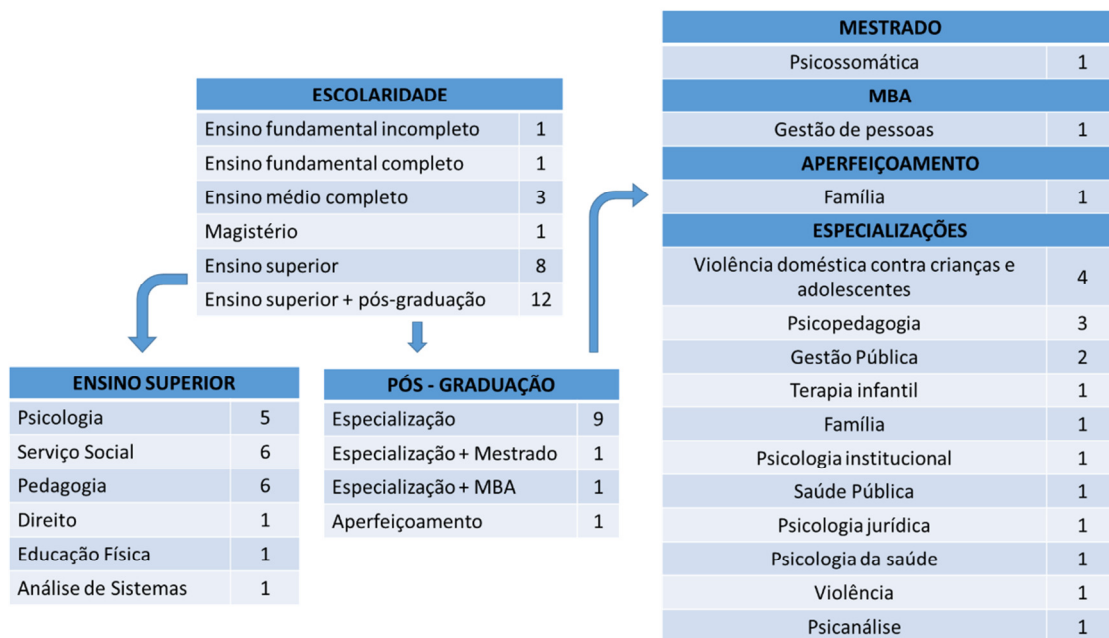 ESCOLARIDADE
Ensino fundamental incompleto 1
Ensino fundamental completo 1
Ensino médio completo 3
Magistério 1
Ensino superior 8
Ensino superior + pós-graduação 12
ENSINO SUPERIOR
Psicologia 5
Serviço Social 6
Pedagogia 6
Direito 1
Educação Física 1
Análise de Sistemas 1
PÓS - GRADUAÇÃO
Especialização 9
Especialização + Mestrado 1
Especialização + MBA 1
Aperfeiçoamento 1
MESTRADO
Psicossomática 1
MBA
Gestão de pessoas 1
APERFEIÇOAMENTO
Família 1
ESPECIALIZAÇÕES
Violência doméstica contra crianças e
adolescentes 4
Psicopedagogia 3
Gestão Pública 2
Terapia infantil 1
Família 1
Psicologia institucional 1
Saúde Pública 1
Psicologia jurídica 1
Psicologia da saúde 1
Violência 1
Psicanálise 1